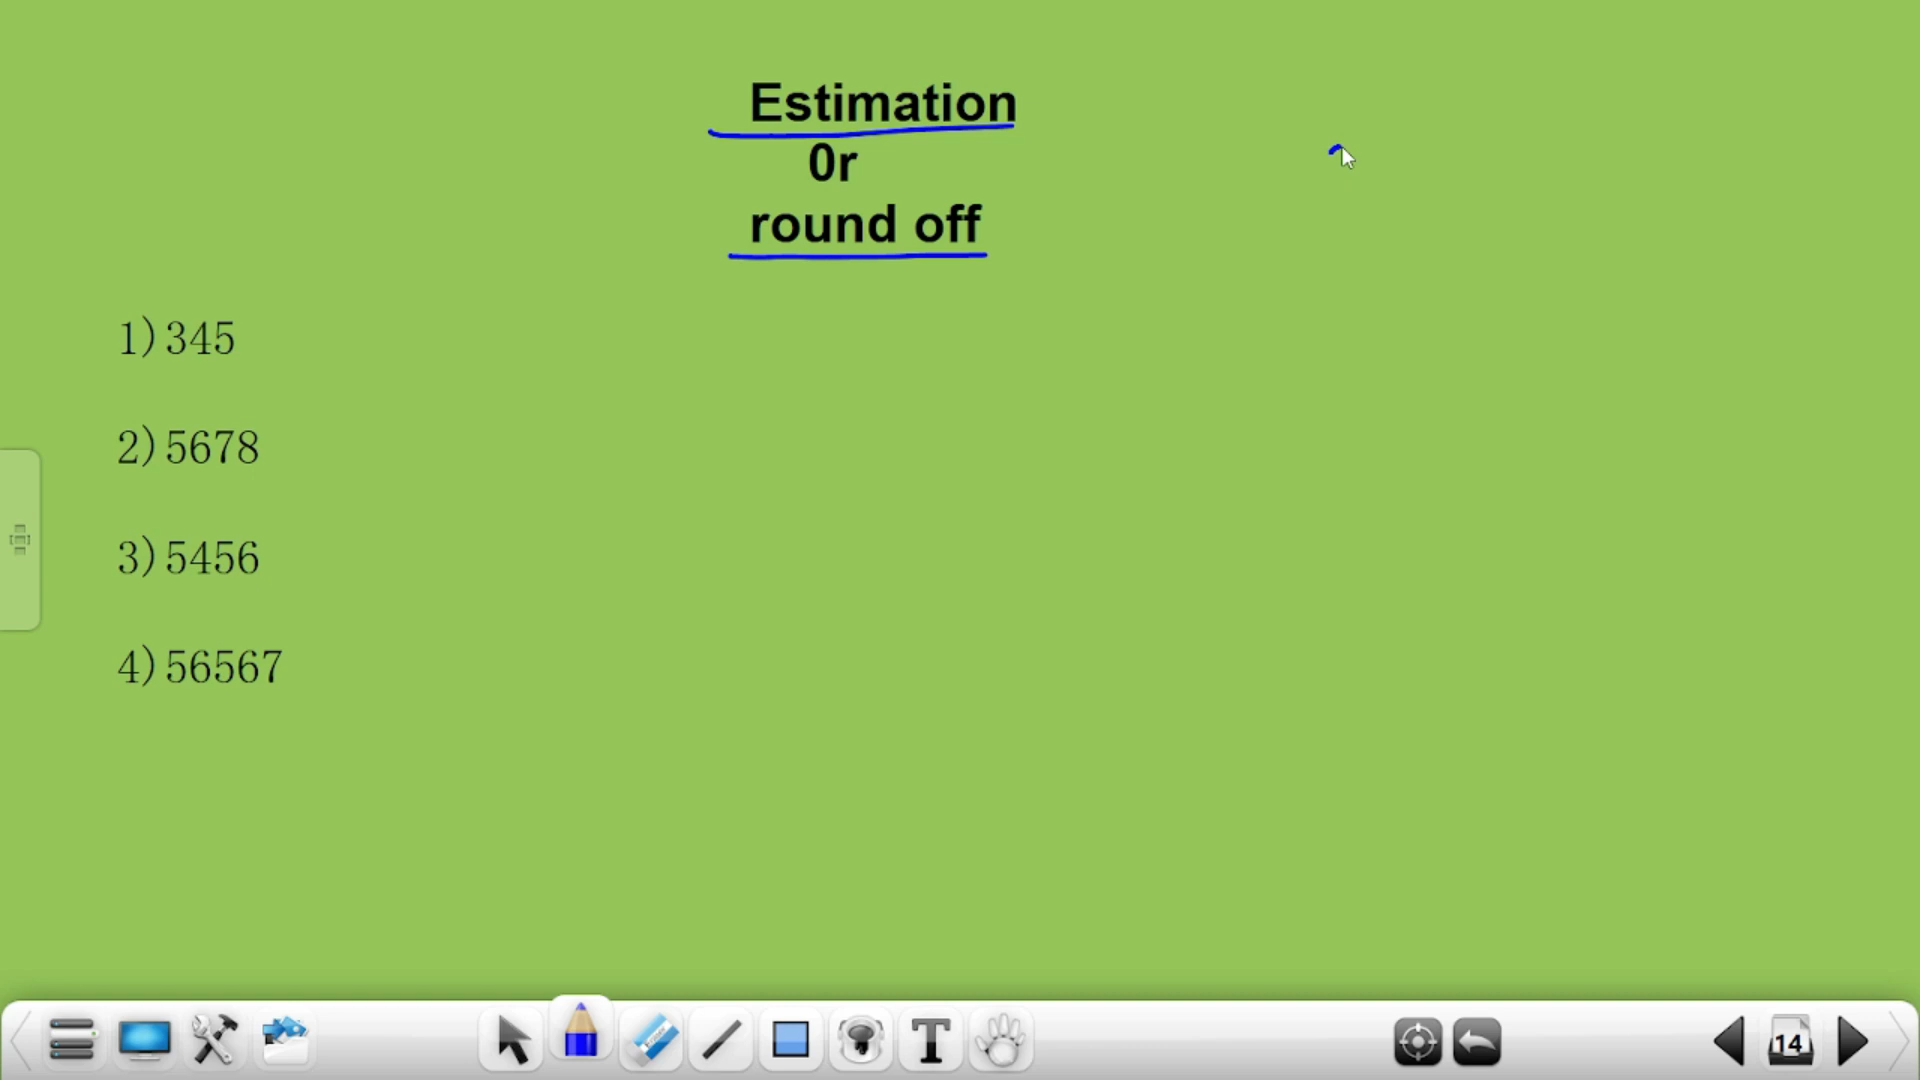 Estimation
0r
round off
1)345
2)5678
3)5456
4)56567
T
14